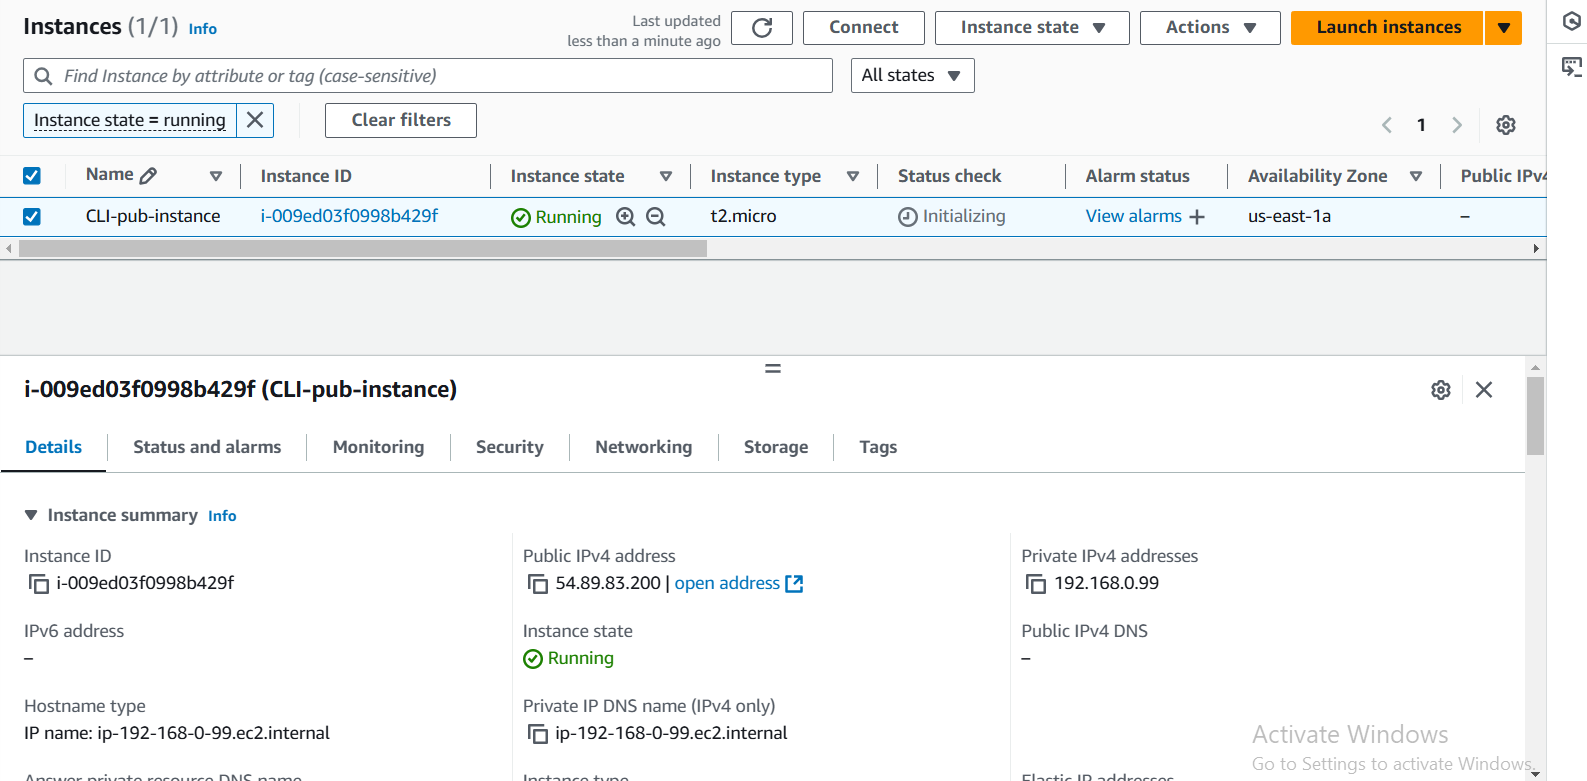 Instances (1/1) Info
Last updated
less than a minute ago
Connect
Instance state
Actions
Launch instances
Find Instance by attribute or tag (case-sensitive)
All states
Instance state = running
Clear filters
1
Name Instance ID Instance state Instance type Status check Alarm status Availability Zone Public IPv4
CLI-pub-instance i-009ed03f0998b429f Running t2.micro Initializing View alarms + us-east-1a –
i-009ed03f0998b429f (CLI-pub-instance)
Details Status and alarms Monitoring Security Networking Storage Tags
Instance summary Info
Instance ID
i-009ed03f0998b429f
Public IPv4 address
54.89.83.200 | open address
Private IPv4 addresses
192.168.0.99
IPv6 address
–
Instance state
Running
Public IPv4 DNS
–
Hostname type
IP name: ip-192-168-0-99.ec2.internal
Private IP DNS name (IPv4 only)
ip-192-168-0-99.ec2.internal
Answer private resource DNS name
Instance type
Elastic IP addresses
Activate Windows
Go to Settings to activate Windows.